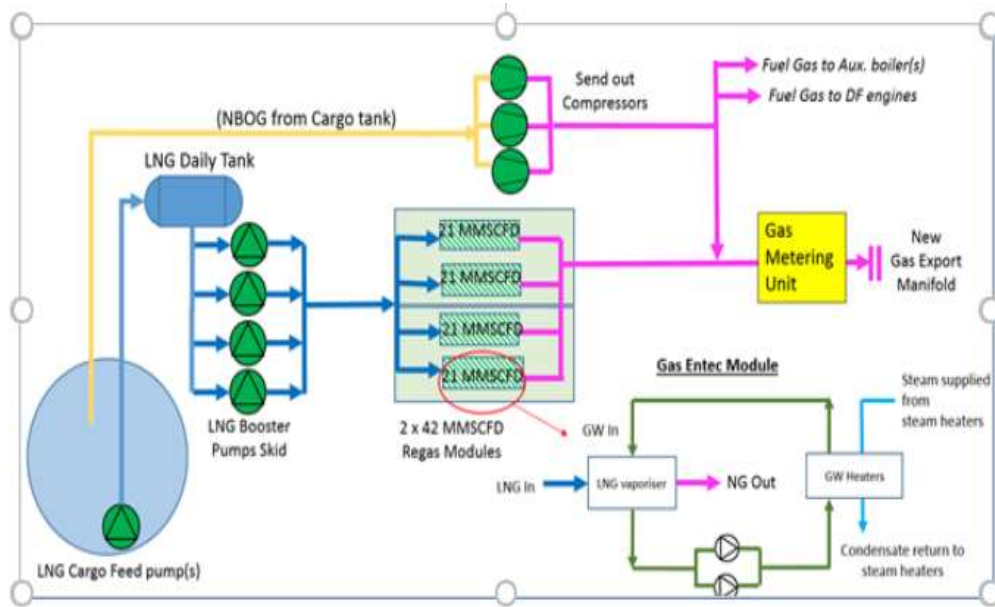 Fuel Gas to Aux. boiler(s)
Send out
Compressors
Fuel Gas to DF engines
(NBOG from Cargo tank)
LNG Daily Tank
21 MMSCFD
21 MMSCFD
21 MMSCFD
21 MMSCFD
Gas
Metering
Unit
New
Gas Export
Manifold
LNG Booster
Pumps Skid
2 x 42 MMSCFD
Regas Modules
LNG Cargo Feed pump(s)
Gas Entec Module
Steam supplied
from
steam heaters
GW In
LNG In
LNG vaporiser
NG Out
GW Heaters
Condensate return to
steam heaters